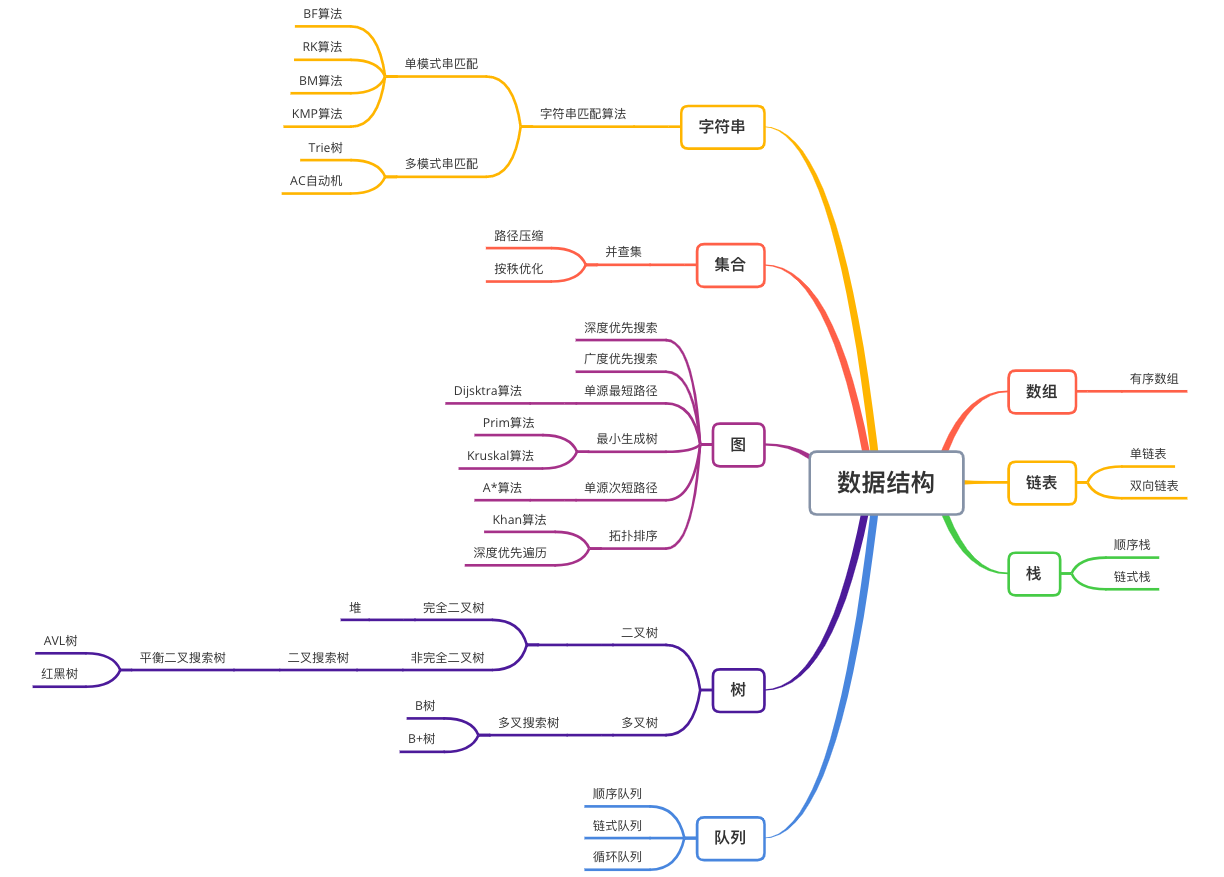 数据结构
字符串
字符串匹配算法
单模式串匹配
BF算法
RK算法
BM算法
KMP算法
多模式串匹配
Trie树
AC自动机
集合
并查集
路径压缩
按秩优化
图
深度优先搜索
广度优先搜索
单源最短路径
Dijsktra算法
最小生成树
Prim算法
Kruskal算法
单源次短路径
A*算法
拓扑排序
Khan算法
深度优先遍历
树
二叉树
完全二叉树
堆
非完全二叉树
二叉搜索树
平衡二叉搜索树
AVL树
红黑树
多叉树
多叉搜索树
B树
B+树
队列
顺序队列
链式队列
循环队列
数组
有序数组
链表
单链表
双向链表
栈
顺序栈
链式栈